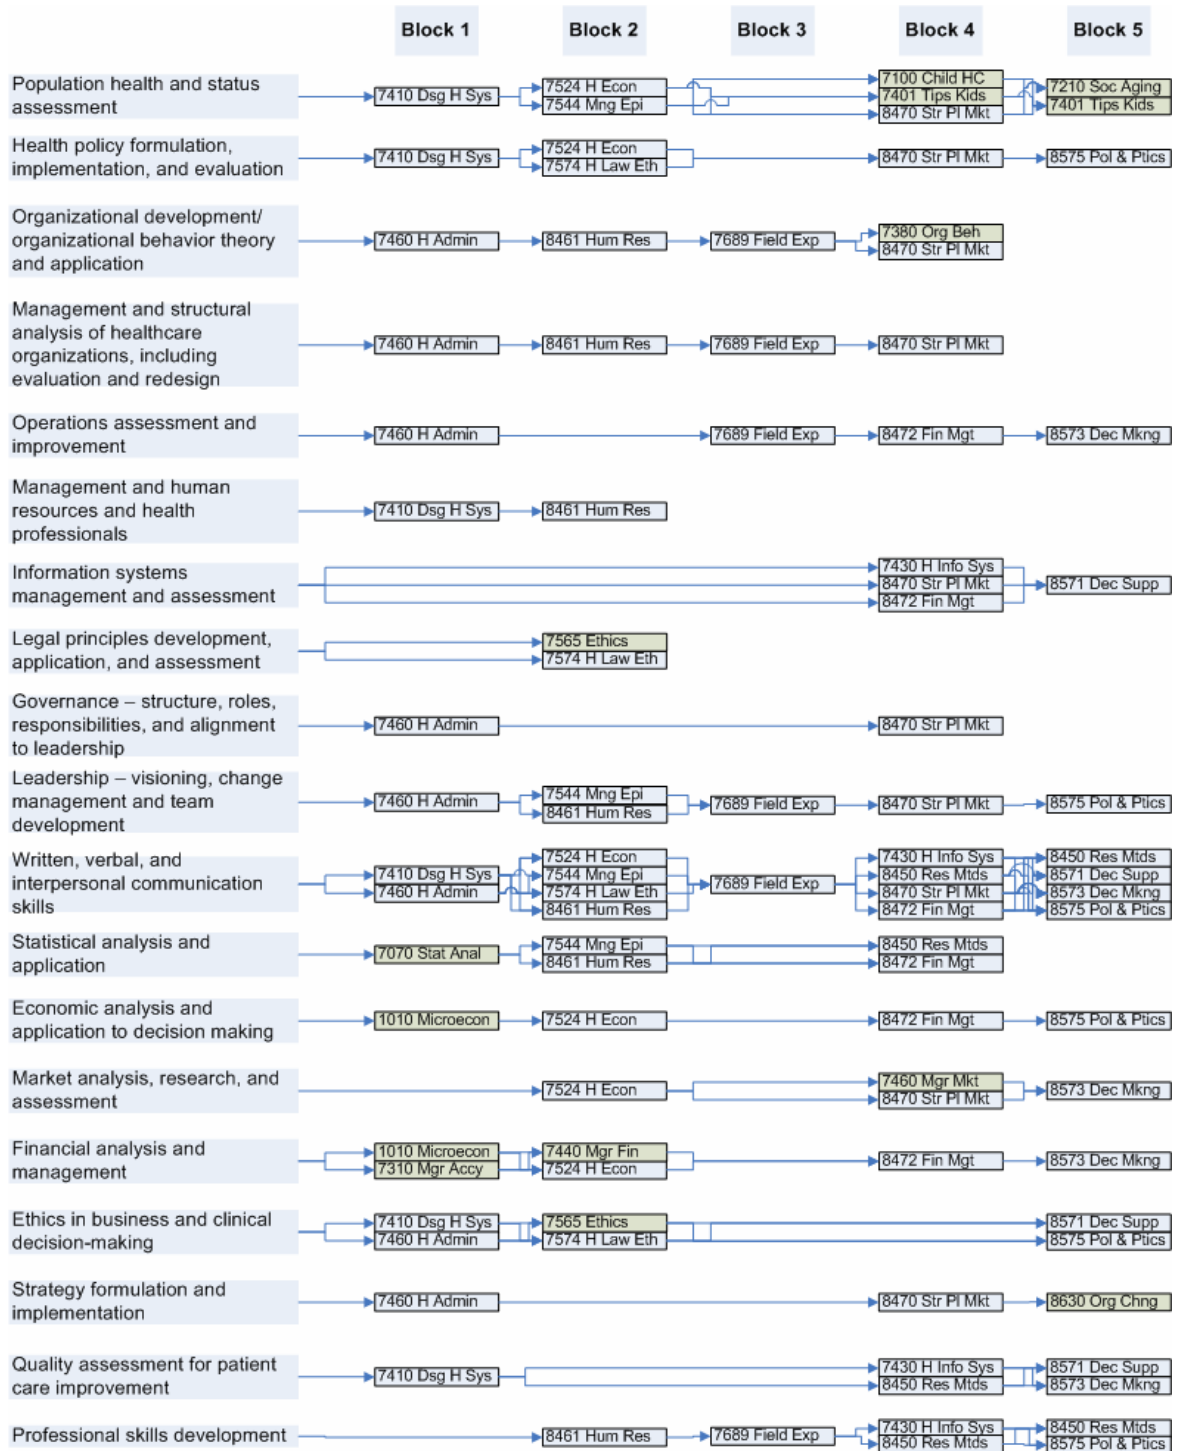 Block 1 Block 2 Block 3 Block 4 Block 5
Population health and status
assessment
7410 Dsg H Sys
7524 H Econ
7544 Mng Epi
7100 Child HC
7401 Tips Kids
8470 Str Pl Mkt
7210 Soc Aging
7401 Tips Kids
Health policy formulation,
implementation, and evaluation
7410 Dsg H Sys
7524 H Econ
7574 H Law Eth
8470 Str Pl Mkt
8575 Pol & Ptics
Organizational development/
organizational behavior theory
and application
7460 H Admin
8461 Hum Res
7689 Field Exp
7380 Org Beh
8470 Str Pl Mkt
Management and structural
analysis of healthcare
organizations, including
evaluation and redesign
7460 H Admin
8461 Hum Res
7689 Field Exp
8470 Str Pl Mkt
Operations assessment and
improvement
7460 H Admin
7689 Field Exp
8472 Fin Mgt
8573 Dec Mkng
Management and human
resources and health
professionals
7410 Dsg H Sys
8461 Hum Res
Information systems
management and assessment
7430 H Info Sys
8470 Str Pl Mkt
8472 Fin Mgt
8571 Dec Supp
Legal principles development,
application, and assessment
7565 Ethics
7574 H Law Eth
Governance – structure, roles,
responsibilities, and alignment
to leadership
7460 H Admin
8470 Str Pl Mkt
Leadership – visioning, change
management and team
development
7460 H Admin
7544 Mng Epi
8461 Hum Res
7689 Field Exp
8470 Str Pl Mkt
8575 Pol & Ptics
Written, verbal, and
interpersonal communication
skills
7410 Dsg H Sys
7460 H Admin
7524 H Econ
7544 Mng Epi
7574 H Law Eth
8461 Hum Res
7689 Field Exp
7430 H Info Sys
8450 Res Mtds
8470 Str Pl Mkt
8472 Fin Mgt
8450 Res Mtds
8571 Dec Supp
8573 Dec Mkng
8575 Pol & Ptics
Statistical analysis and
application
7070 Stat Anal
7544 Mng Epi
8461 Hum Res
8450 Res Mtds
8472 Fin Mgt
Economic analysis and
application to decision making
1010 Microecon
7524 H Econ
8472 Fin Mgt
8575 Pol & Ptics
Market analysis, research, and
assessment
7524 H Econ
7460 Mgr Mkt
8470 Str Pl Mkt
8573 Dec Mkng
Financial analysis and
management
1010 Microecon
7310 Mgr Accy
7440 Mgr Fin
7524 H Econ
8472 Fin Mgt
8573 Dec Mkng
Ethics in business and clinical
decision-making
7410 Dsg H Sys
7460 H Admin
7565 Ethics
7574 H Law Eth
8571 Dec Supp
8575 Pol & Ptics
Strategy formulation and
implementation
7460 H Admin
8470 Str Pl Mkt
8630 Org Chng
Quality assessment for patient
care improvement
7410 Dsg H Sys
7430 H Info Sys
8450 Res Mtds
8571 Dec Supp
8573 Dec Mkng
Professional skills development
8461 Hum Res
7689 Field Exp
7430 H Info Sys
8450 Res Mtds
8450 Res Mtds
8575 Pol & Ptics